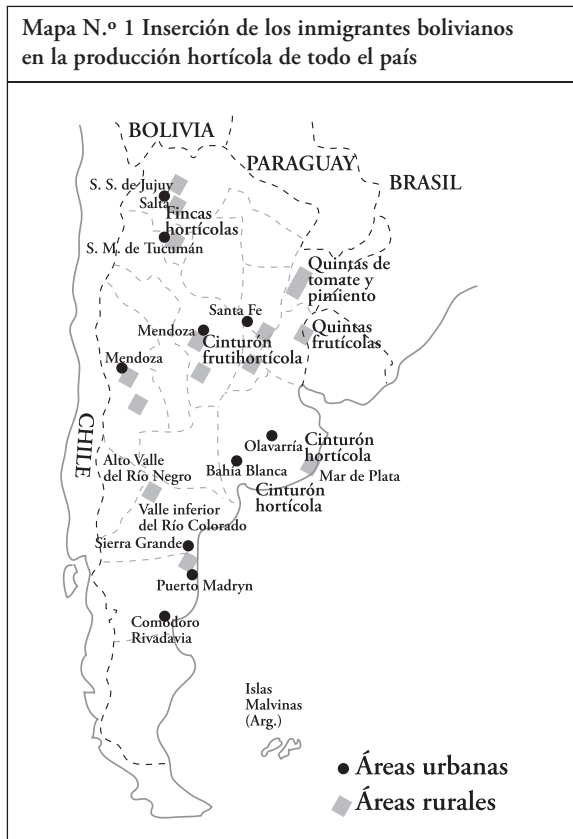 Mapa N.º 1 Inserción de los inmigrantes bolivianos
en la producción hortícola de todo el país
BOLIVIA
PARAGUAY
BRASIL
S. S. de Jujuy
Salta
Fincas
hortícolas
S. M. de Tucumán
Quintas de
tomate y
pimiento
Santa Fe
Mendoza
Quintas
frutícolas
Cinturón
frutihortícola
Mendoza
CHILE
Olavarría
Cinturón
hortícola
Alto Valle
del Río Negro
Bahía Blanca
Mar de Plata
Cinturón
hortícola
Valle inferior
del Río Colorado
Sierra Grande
Puerto Madryn
Comodoro
Rivadavia
Islas
Malvinas
(Arg.)
Áreas urbanas
Áreas rurales